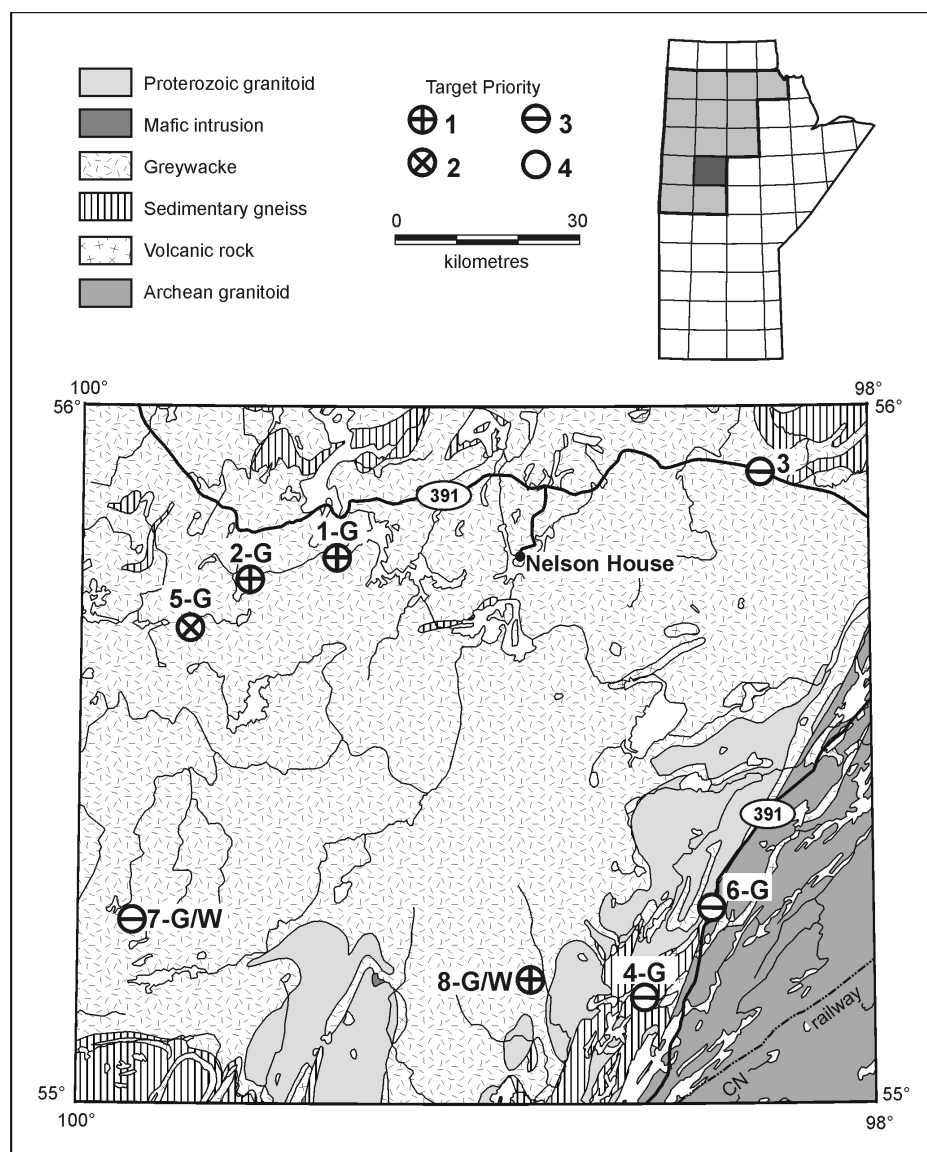 Proterozoic granitoid
Mafic intrusion
Greywacke
Sedimentary gneiss
Volcanic rock
Archean granitoid
Target Priority
1
3
2
4
0
30
kilometres
100°
98°
56°
56°
3
391
1-G
2-G
Nelson House
5-G
391
6-G
7-G/W
4-G
8-G/W
railway
CN
55°
55°
100°
98°